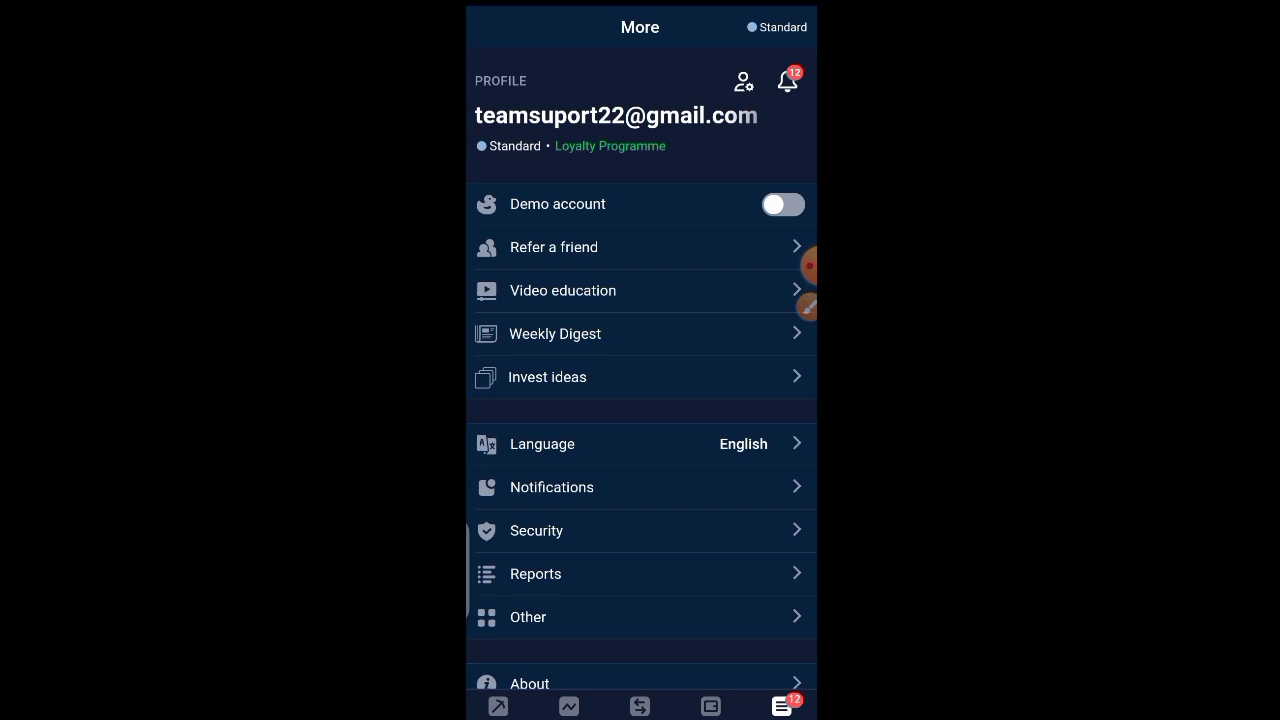 More
Standard
PROFILE
12
teamsuport22@gmail.com
Standard • Loyalty Programme
Demo account
Refer a friend
Video education
Weekly Digest
Invest ideas
Language English
Notifications
Security
Reports
Other
About
12